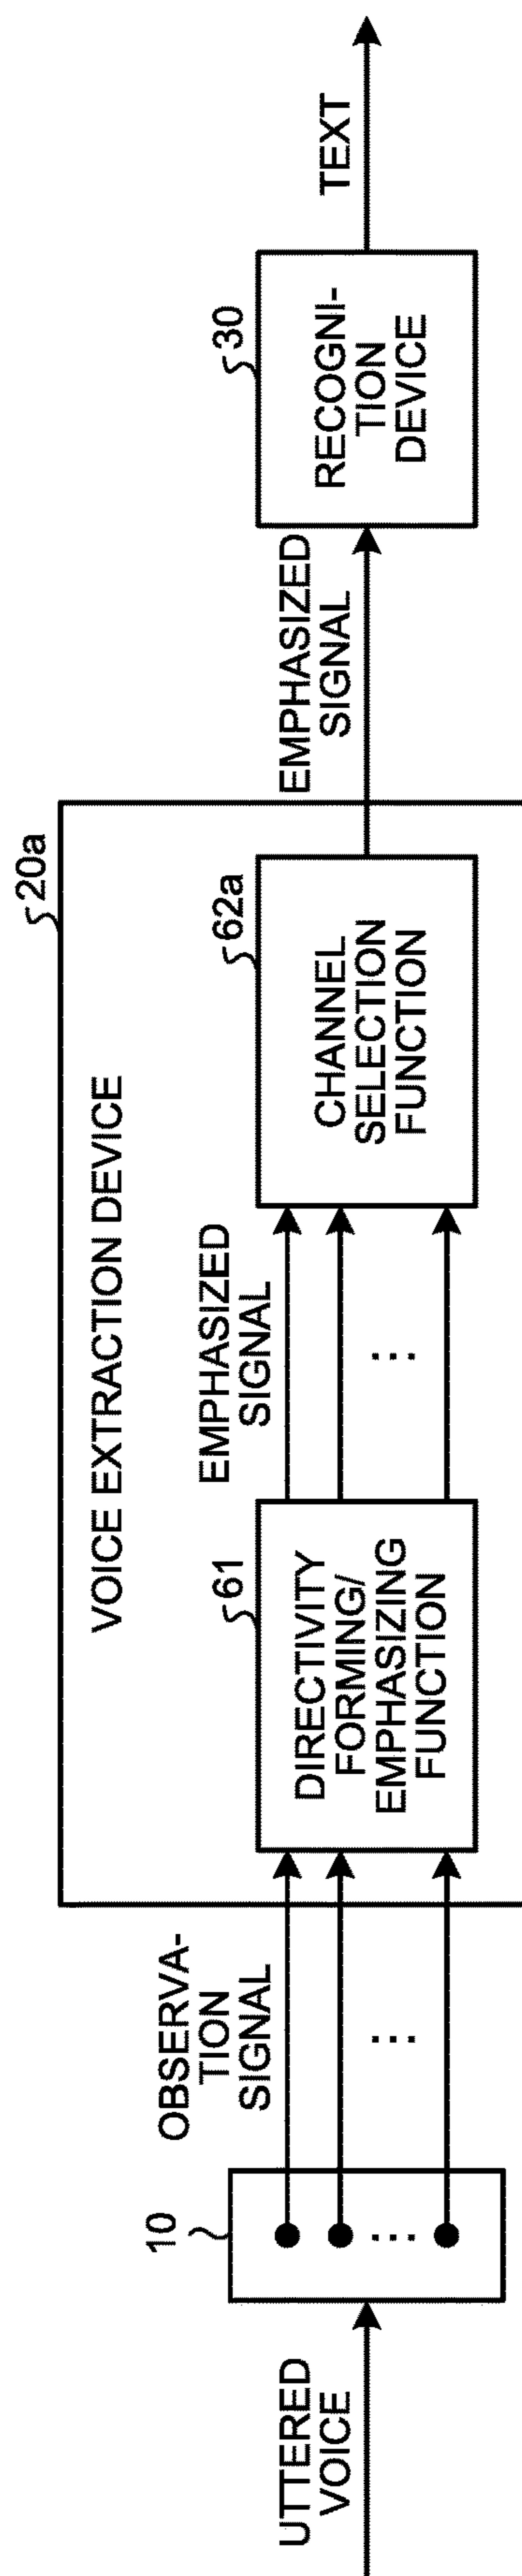 UTTERED
VOICE
10
OBSERVA-
TION
SIGNAL
...
...
20a
VOICE EXTRACTION DEVICE
61
DIRECTIVITY
FORMING/
EMPHASIZING
FUNCTION
EMPHASIZED
SIGNAL
...
62a
CHANNEL
SELECTION
FUNCTION
EMPHASIZED
SIGNAL
30
RECOGNI-
TION
DEVICE
TEXT